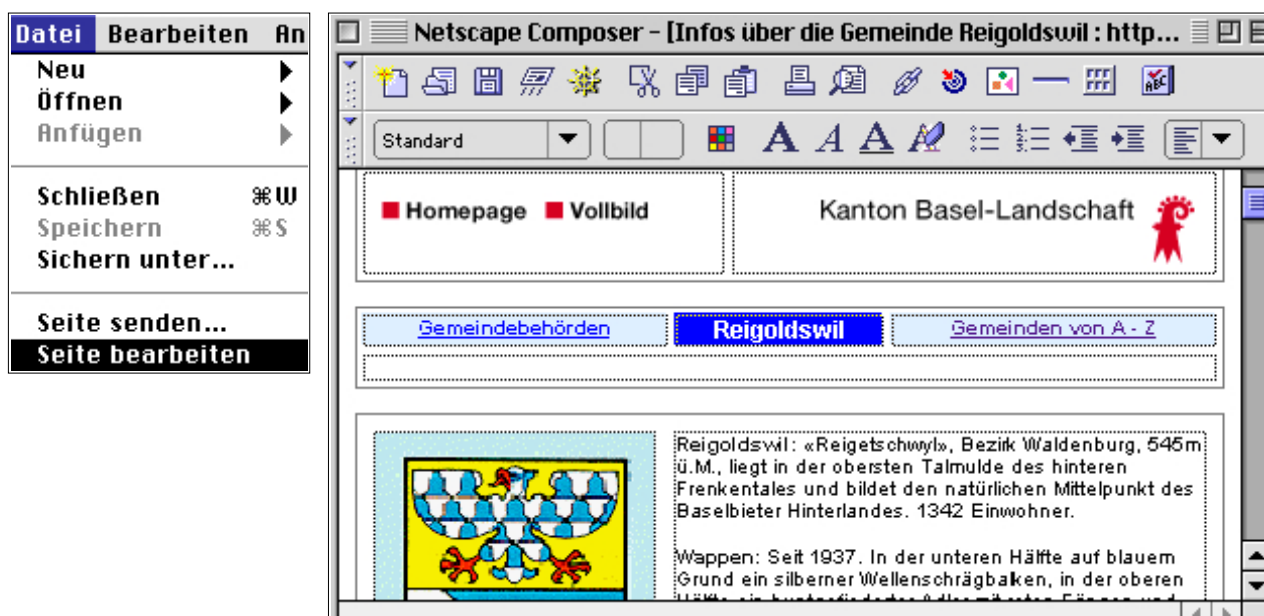 Datei Bearbeiten An
Neu
Öffnen
Anfügen
Schließen ⌘W
Speichern ⌘S
Sichern unter...
Seite senden...
Seite bearbeiten
Netscape Composer – [Infos über die Gemeinde Reigoldswil : http...
Standard
A A A
Homepage Vollbild
Kanton Basel-Landschaft
Gemeindebehörden Reigoldswil Gemeinden von A - Z
Reigoldswil: «Reigetschwyl», Bezirk Waldenburg, 545m
ü.M., liegt in der obersten Talmulde des hinteren
Frenkentales und bildet den natürlichen Mittelpunkt des
Baselbieter Hinterlandes. 1342 Einwohner.
Wappen: Seit 1937. In der unteren Hälfte auf blauem
Grund ein silberner Wellenschrägbalken, in der oberen